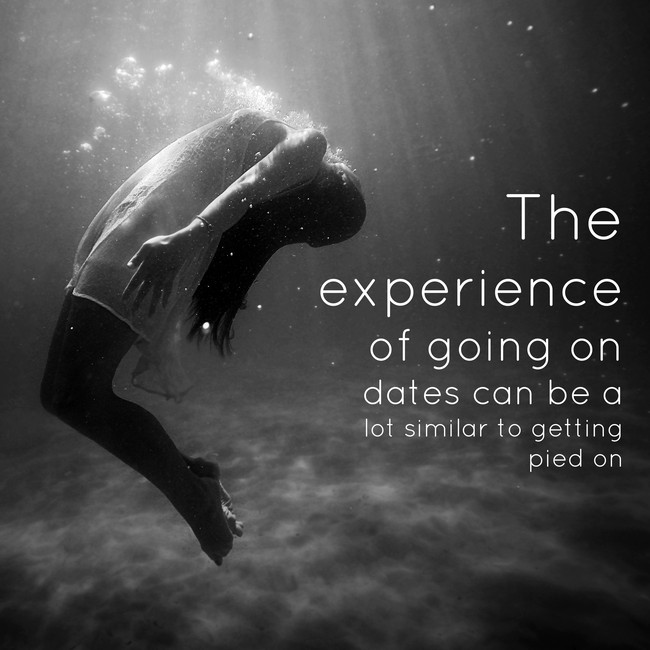 The
experience
of going on
dates can be a
lot similar to getting
pied on